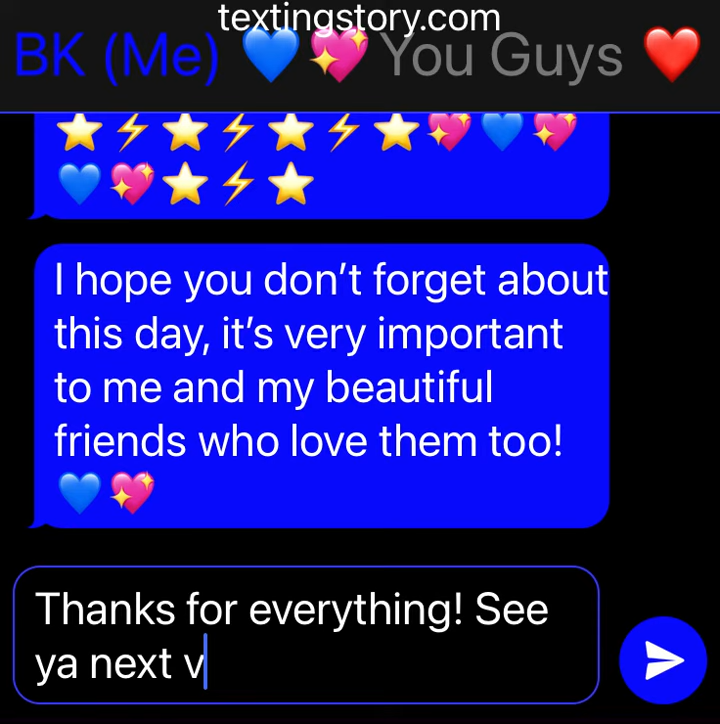 textingstory.com
BK (Me) 💙💖 You Guys ❤️
⭐⚡⭐⚡⭐⚡⭐💖💙💖
💙💖⭐⚡⭐
I hope you don’t forget about
this day, it’s very important
to me and my beautiful
friends who love them too!
💙💖
Thanks for everything! See
ya next v